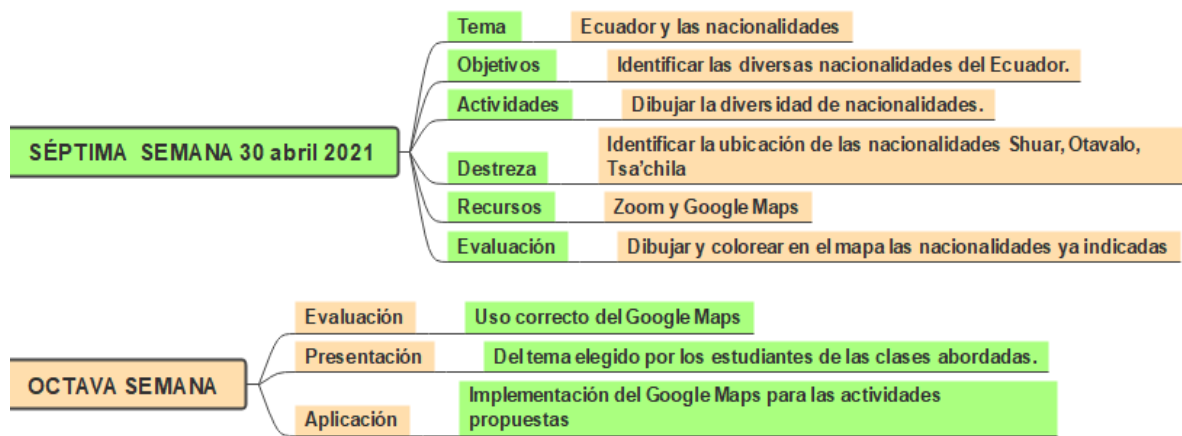 Tema
Ecuador y las nacionalidades
Objetivos
Identificar las diversas nacionalidades del Ecuador.
Actividades
Dibujar la diversidad de nacionalidades.
SÉPTIMA SEMANA 30 abril 2021
Destreza
Identificar la ubicación de las nacionalidades Shuar, Otavalo,
Tsa'chila
Recursos
Zoom y Google Maps
Evaluación
Dibujar y colorear en el mapa las nacionalidades ya indicadas
Evaluación
Uso correcto del Google Maps
Presentación
Del tema elegido por los estudiantes de las clases abordadas.
OCTAVA SEMANA
Aplicación
Implementación del Google Maps para las actividades
propuestas